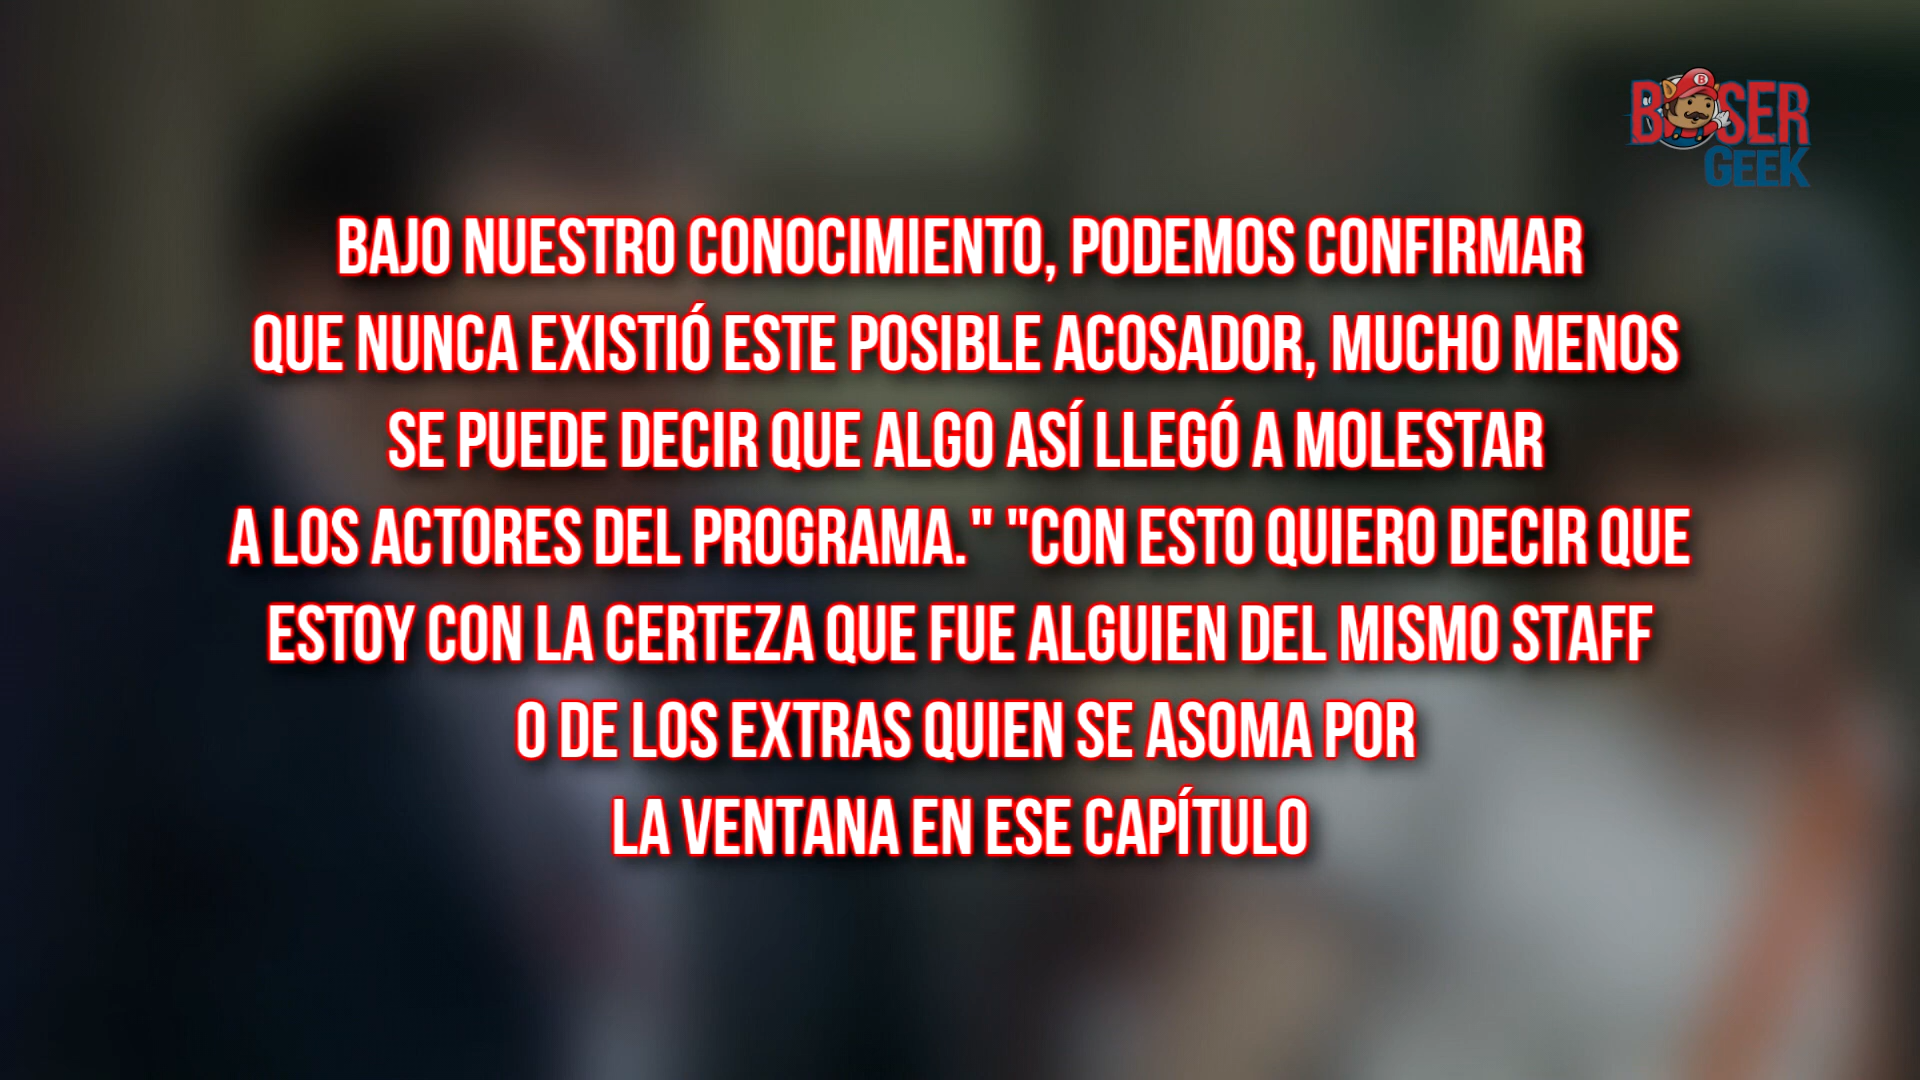 BOSER
GEEK
BAJO NUESTRO CONOCIMIENTO, PODEMOS CONFIRMAR
QUE NUNCA EXISTIÓ ESTE POSIBLE ACOSADOR, MUCHO MENOS
SE PUEDE DECIR QUE ALGO ASÍ LLEGÓ A MOLESTAR
A LOS ACTORES DEL PROGRAMA." "CON ESTO QUIERO DECIR QUE
ESTOY CON LA CERTEZA QUE FUE ALGUIEN DEL MISMO STAFF
O DE LOS EXTRAS QUIEN SE ASOMA POR
LA VENTANA EN ESE CAPÍTULO